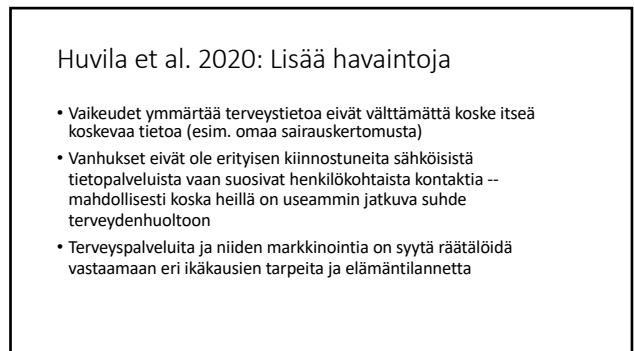 Huvila et al. 2020: Lisää havaintoja
• Vaikeudet ymmärtää terveystietoa eivät välttämättä koske itseä
koskevaa tietoa (esim. omaa sairauskertomusta)
• Vanhukset eivät ole erityisen kiinnostuneita sähköisistä
tietopalveluista vaan suosivat henkilökohtaista kontaktia --
mahdollisesti koska heillä on useammin jatkuva suhde
terveydenhuoltoon
• Terveyspalveluita ja niiden markkinointia on syytä räätälöidä
vastaamaan eri ikäkausien tarpeita ja elämäntilannetta